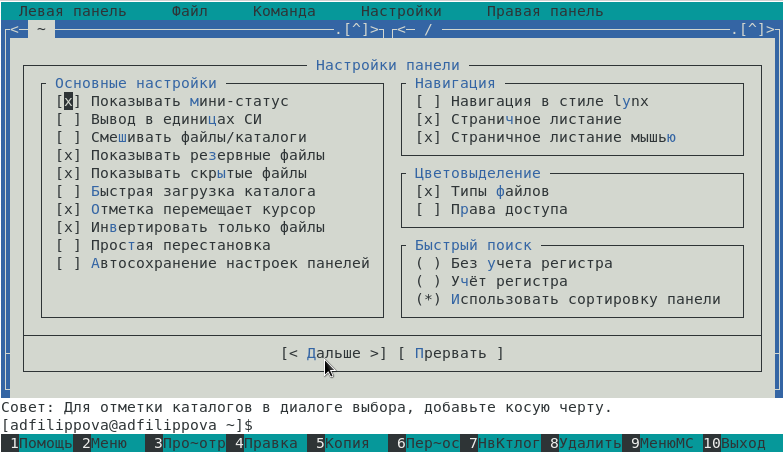 Левая панель Файл Команда Настройки Правая панель
<— ~ .[^]> <— / .[^]>
Настройки панели
Основные настройки
[x] Показывать мини-статус
[ ] Вывод в единицах СИ
[ ] Смешивать файлы/каталоги
[x] Показывать резервные файлы
[x] Показывать скрытые файлы
[ ] Быстрая загрузка каталога
[x] Отметка перемещает курсор
[x] Инвертировать только файлы
[ ] Простая перестановка
[ ] Автосохранение настроек панелей
Навигация
[ ] Навигация в стиле lynx
[x] Страничное листание
[x] Страничное листание мышью
Цветовыделение
[x] Типы файлов
[ ] Права доступа
Быстрый поиск
( ) Без учета регистра
( ) Учёт регистра
(*) Использовать сортировку панели
[< Дальше >] [ Прервать ]
Совет: Для отметки каталогов в диалоге выбора, добавьте косую черту.
[adfilippova@adfilippova ~]$
1Помощь 2Меню 3Про~отр 4Правка 5Копия 6Пер~ос 7НвКтлог 8Удалить 9МенюМС 10Выход